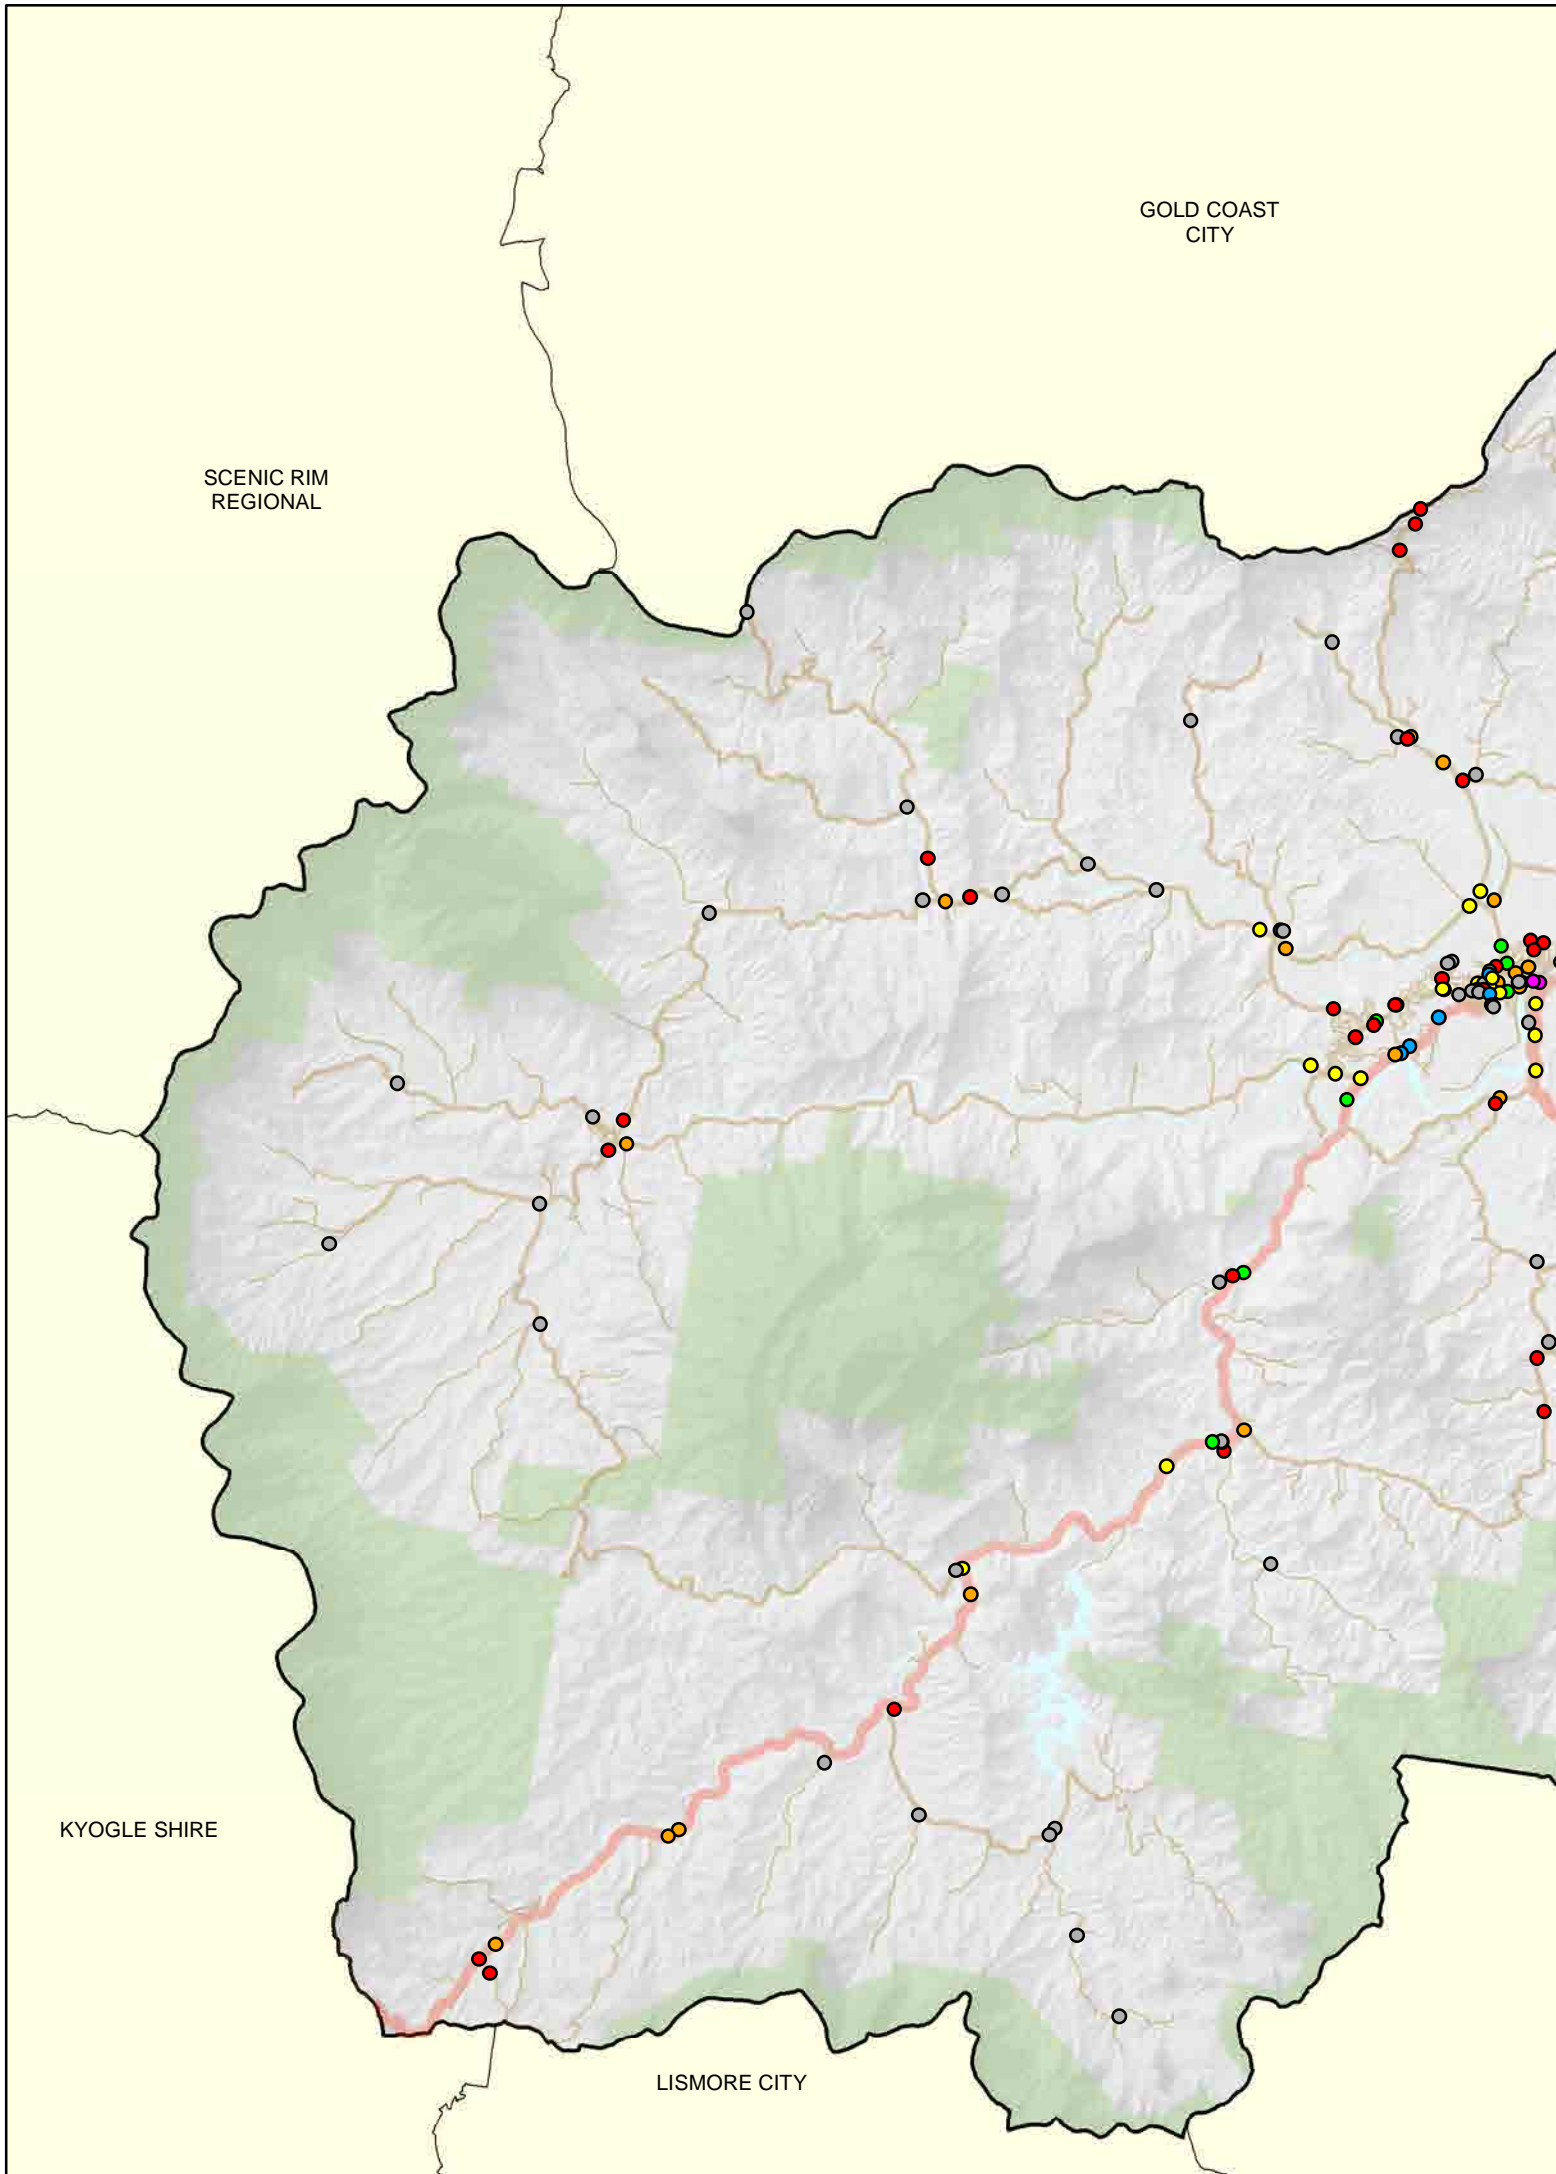 GOLD COAST
CITY
SCENIC RIM
REGIONAL
KYOGLE SHIRE
LISMORE CITY